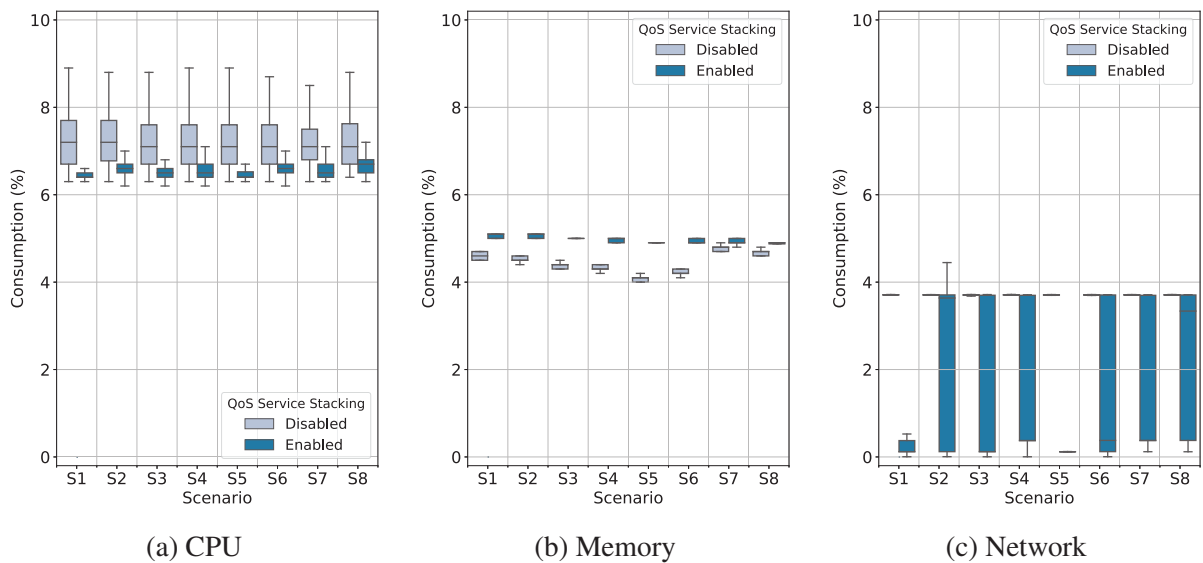 10
8
6
4
2
0
Consumption (%)
QoS Service Stacking
Disabled
Enabled
S1 S2 S3 S4 S5 S6 S7 S8
Scenario
(a) CPU
10
8
6
4
2
0
Consumption (%)
QoS Service Stacking
Disabled
Enabled
S1 S2 S3 S4 S5 S6 S7 S8
Scenario
(b) Memory
10
8
6
4
2
0
Consumption (%)
QoS Service Stacking
Disabled
Enabled
S1 S2 S3 S4 S5 S6 S7 S8
Scenario
(c) Network